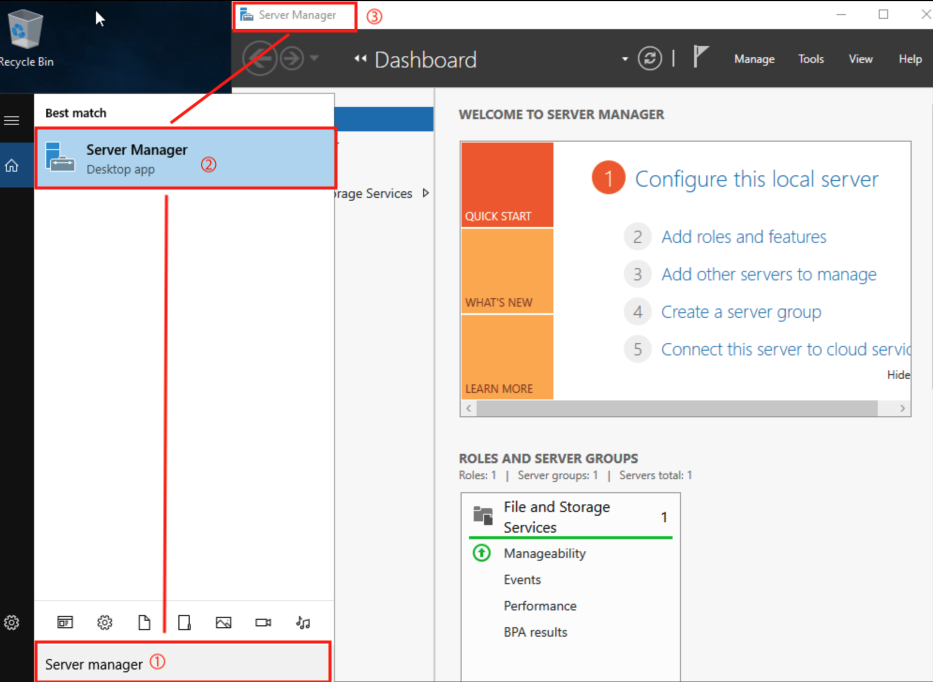 Recycle Bin
Server Manager ③
Dashboard
Manage Tools View Help
Best match
Server Manager
Desktop app
②
rage Services
WELCOME TO SERVER MANAGER
QUICK START
WHAT'S NEW
LEARN MORE
1 Configure this local server
2 Add roles and features
3 Add other servers to manage
4 Create a server group
5 Connect this server to cloud servic
Hide
ROLES AND SERVER GROUPS
Roles: 1 | Server groups: 1 | Servers total: 1
File and Storage
Services
1
Manageability
Events
Performance
BPA results
Server manager ①